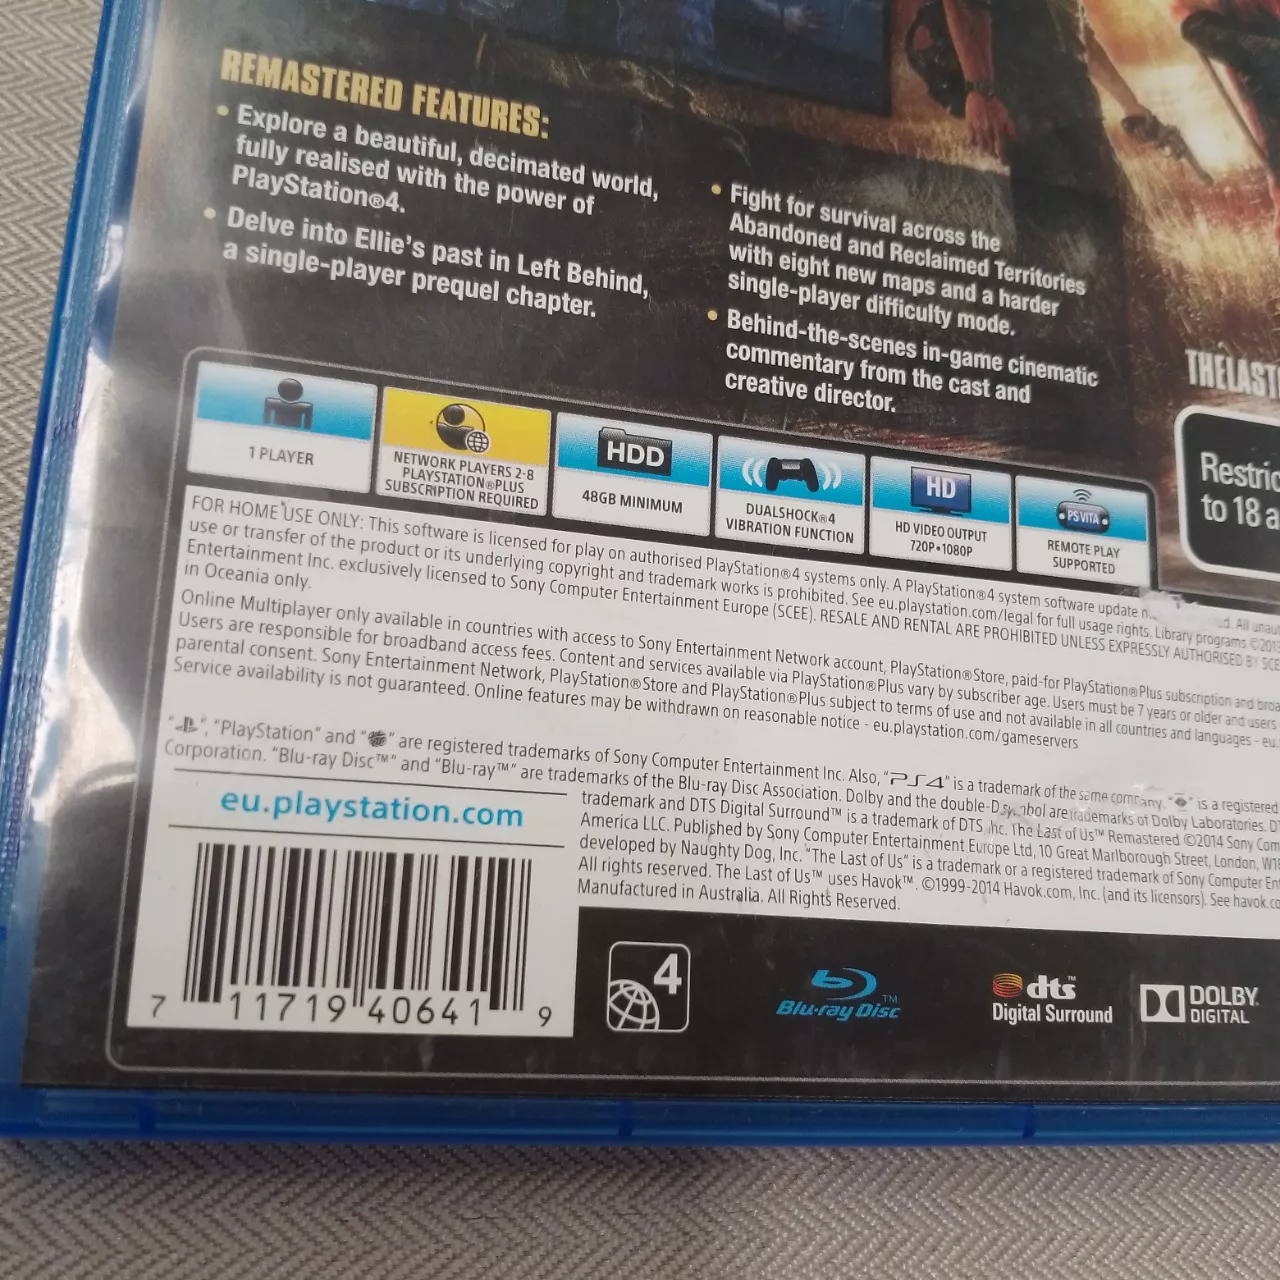 REMASTERED FEATURES:
• Explore a beautiful, decimated world,
fully realised with the power of
PlayStation®4.
• Delve into Ellie's past in Left Behind,
a single-player prequel chapter.
• Fight for survival across the
Abandoned and Reclaimed Territories
with eight new maps and a harder
single-player difficulty mode.
• Behind-the-scenes in-game cinematic
commentary from the cast and
creative director.
THE LAST
Restric
to 18 a
1 PLAYER
NETWORK PLAYERS 2-8
PLAYSTATION®PLUS
SUBSCRIPTION REQUIRED
HDD
48GB MINIMUM
DUALSHOCK®4
VIBRATION FUNCTION
HD
HD VIDEO OUTPUT
720P•1080P
PS VITA
REMOTE PLAY
SUPPORTED
FOR HOME USE ONLY: This software is licensed for play on authorised PlayStation®4 systems only. A PlayStation®4 system software update All unau
use or transfer of the product or its underlying copyright and trademark works is prohibited. See eu.playstation.com/legal for full usage rights. Library programs ©2013
Entertainment Inc. exclusively licensed to Sony Computer Entertainment Europe (SCEE). RESALE AND RENTAL ARE PROHIBITED UNLESS EXPRESSLY AUTHORISED BY SCE
in Oceania only.
Online Multiplayer only available in countries with access to Sony Entertainment Network account, PlayStation®Store, paid-for PlayStation®Plus subscription and broa
Users are responsible for broadband access fees. Content and services available via PlayStation®Plus vary by subscriber age. Users must be 7 years or older and users
parental consent. Sony Entertainment Network, PlayStation®Store and PlayStation®Plus subject to terms of use and not available in all countries and languages - eu.
Service availability is not guaranteed. Online features may be withdrawn on reasonable notice - eu.playstation.com/gameservers
" ", "PlayStation" and " " are registered trademarks of Sony Computer Entertainment Inc. Also, "PS4" is a trademark of the same company. " " is a registered
Corporation. "Blu-ray Disc™" and "Blu-ray™" are trademarks of the Blu-ray Disc Association. Dolby and the double-D symbol are trademarks of Dolby Laboratories. DT
trademark and DTS Digital Surround™ is a trademark of DTS Inc. The Last of Us™ Remastered ©2014 Sony Com
America LLC. Published by Sony Computer Entertainment Europe Ltd, 10 Great Marlborough Street, London, W1
developed by Naughty Dog, Inc. "The Last of Us" is a trademark or a registered trademark of Sony Computer En
All rights reserved. The Last of Us™ uses Havok™. ©1999-2014 Havok.com, Inc. (and its licensors). See havok.co
Manufactured in Australia. All Rights Reserved.
eu.playstation.com
7 11719 40641 9
4
Blu-ray Disc™
dts™
Digital Surround
DOLBY
DIGITAL